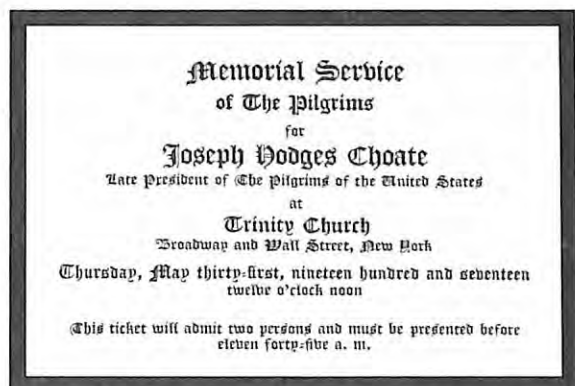 Memorial Service
of The Pilgrims
for
Joseph Hodges Choate
Late President of The Pilgrims of the United States
at
Trinity Church
Broadway and Wall Street, New York
Thursday, May thirty-first, nineteen hundred and seventeen
twelve o'clock noon
This ticket will admit two persons and must be presented before
eleven forty-five a. m.